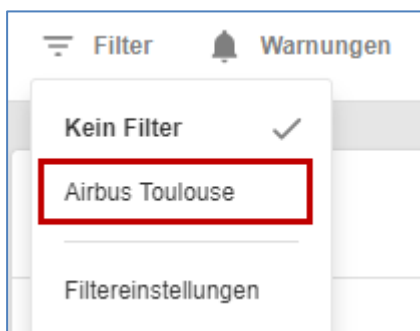 Filter Warnungen
Kein Filter
Airbus Toulouse
Filtereinstellungen